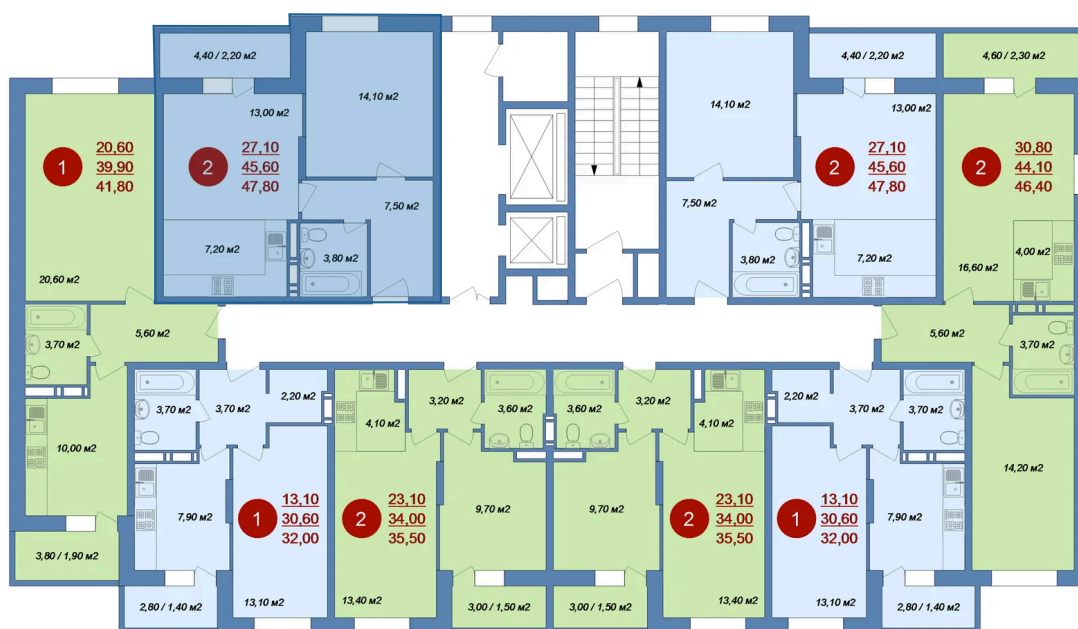 4,40 / 2,20 м2
14,10 м2
13,00 м2
2
27,10
45,60
47,80
7,20 м2
7,50 м2
3,80 м2
1
20,60
39,90
41,80
20,60 м2
14,10 м2
4,40 / 2,20 м2
13,00 м2
2
27,10
45,60
47,80
7,50 м2
3,80 м2
7,20 м2
4,60 / 2,30 м2
2
30,80
44,10
46,40
4,00 м2
16,60 м2
3,70 м2
5,60 м2
10,00 м2
3,80 / 1,90 м2
3,70 м2
3,70 м2
2,20 м2
7,90 м2
1
13,10
30,60
32,00
13,10 м2
2,80 / 1,40 м2
4,10 м2
3,20 м2
3,60 м2
2
23,10
34,00
35,50
9,70 м2
13,40 м2
3,00 / 1,50 м2
3,60 м2
3,20 м2
4,10 м2
9,70 м2
2
23,10
34,00
35,50
3,00 / 1,50 м2
13,40 м2
2,20 м2
3,70 м2
3,70 м2
1
13,10
30,60
32,00
7,90 м2
13,10 м2
2,80 / 1,40 м2
5,60 м2
3,70 м2
14,20 м2